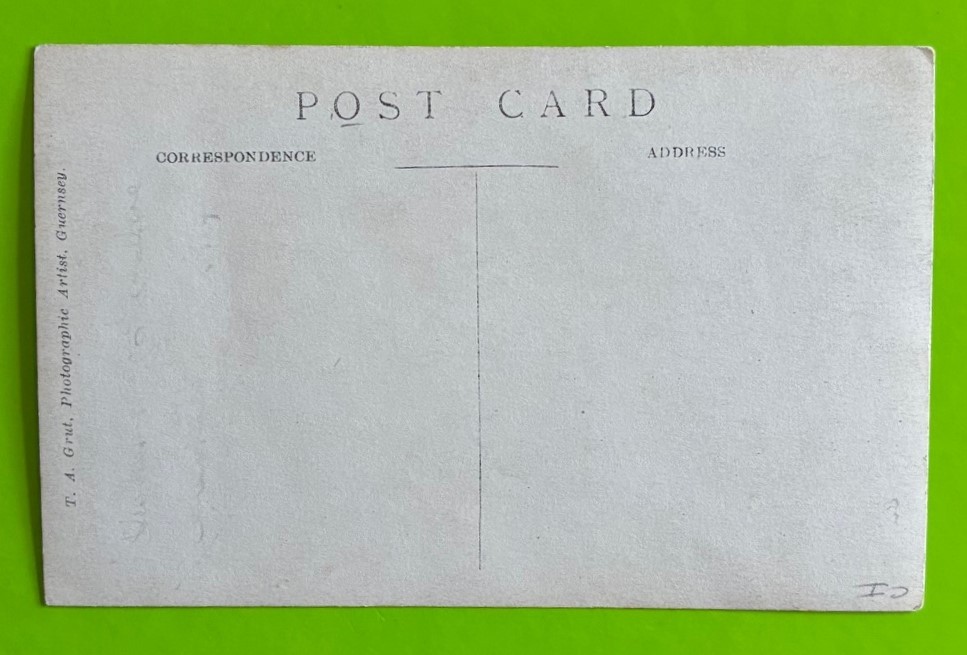 POST CARD
CORRESPONDENCE
ADDRESS
T. A. Grut, Photographic Artist, Guernsey.